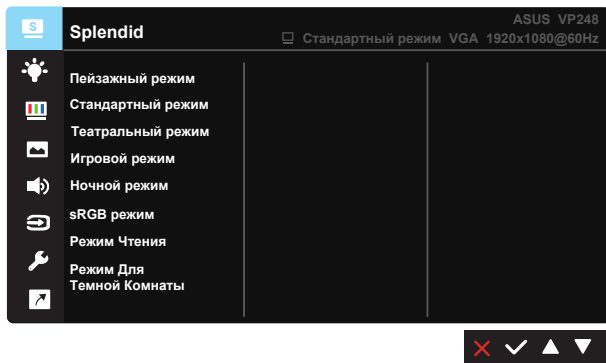 S
Splendid
ASUS VP248
Стандартный режим VGA 1920x1080@60Hz
Пейзажный режим
Стандартный режим
Театральный режим
Игровой режим
Ночной режим
sRGB режим
Режим Чтения
Режим Для
Темной Комнаты